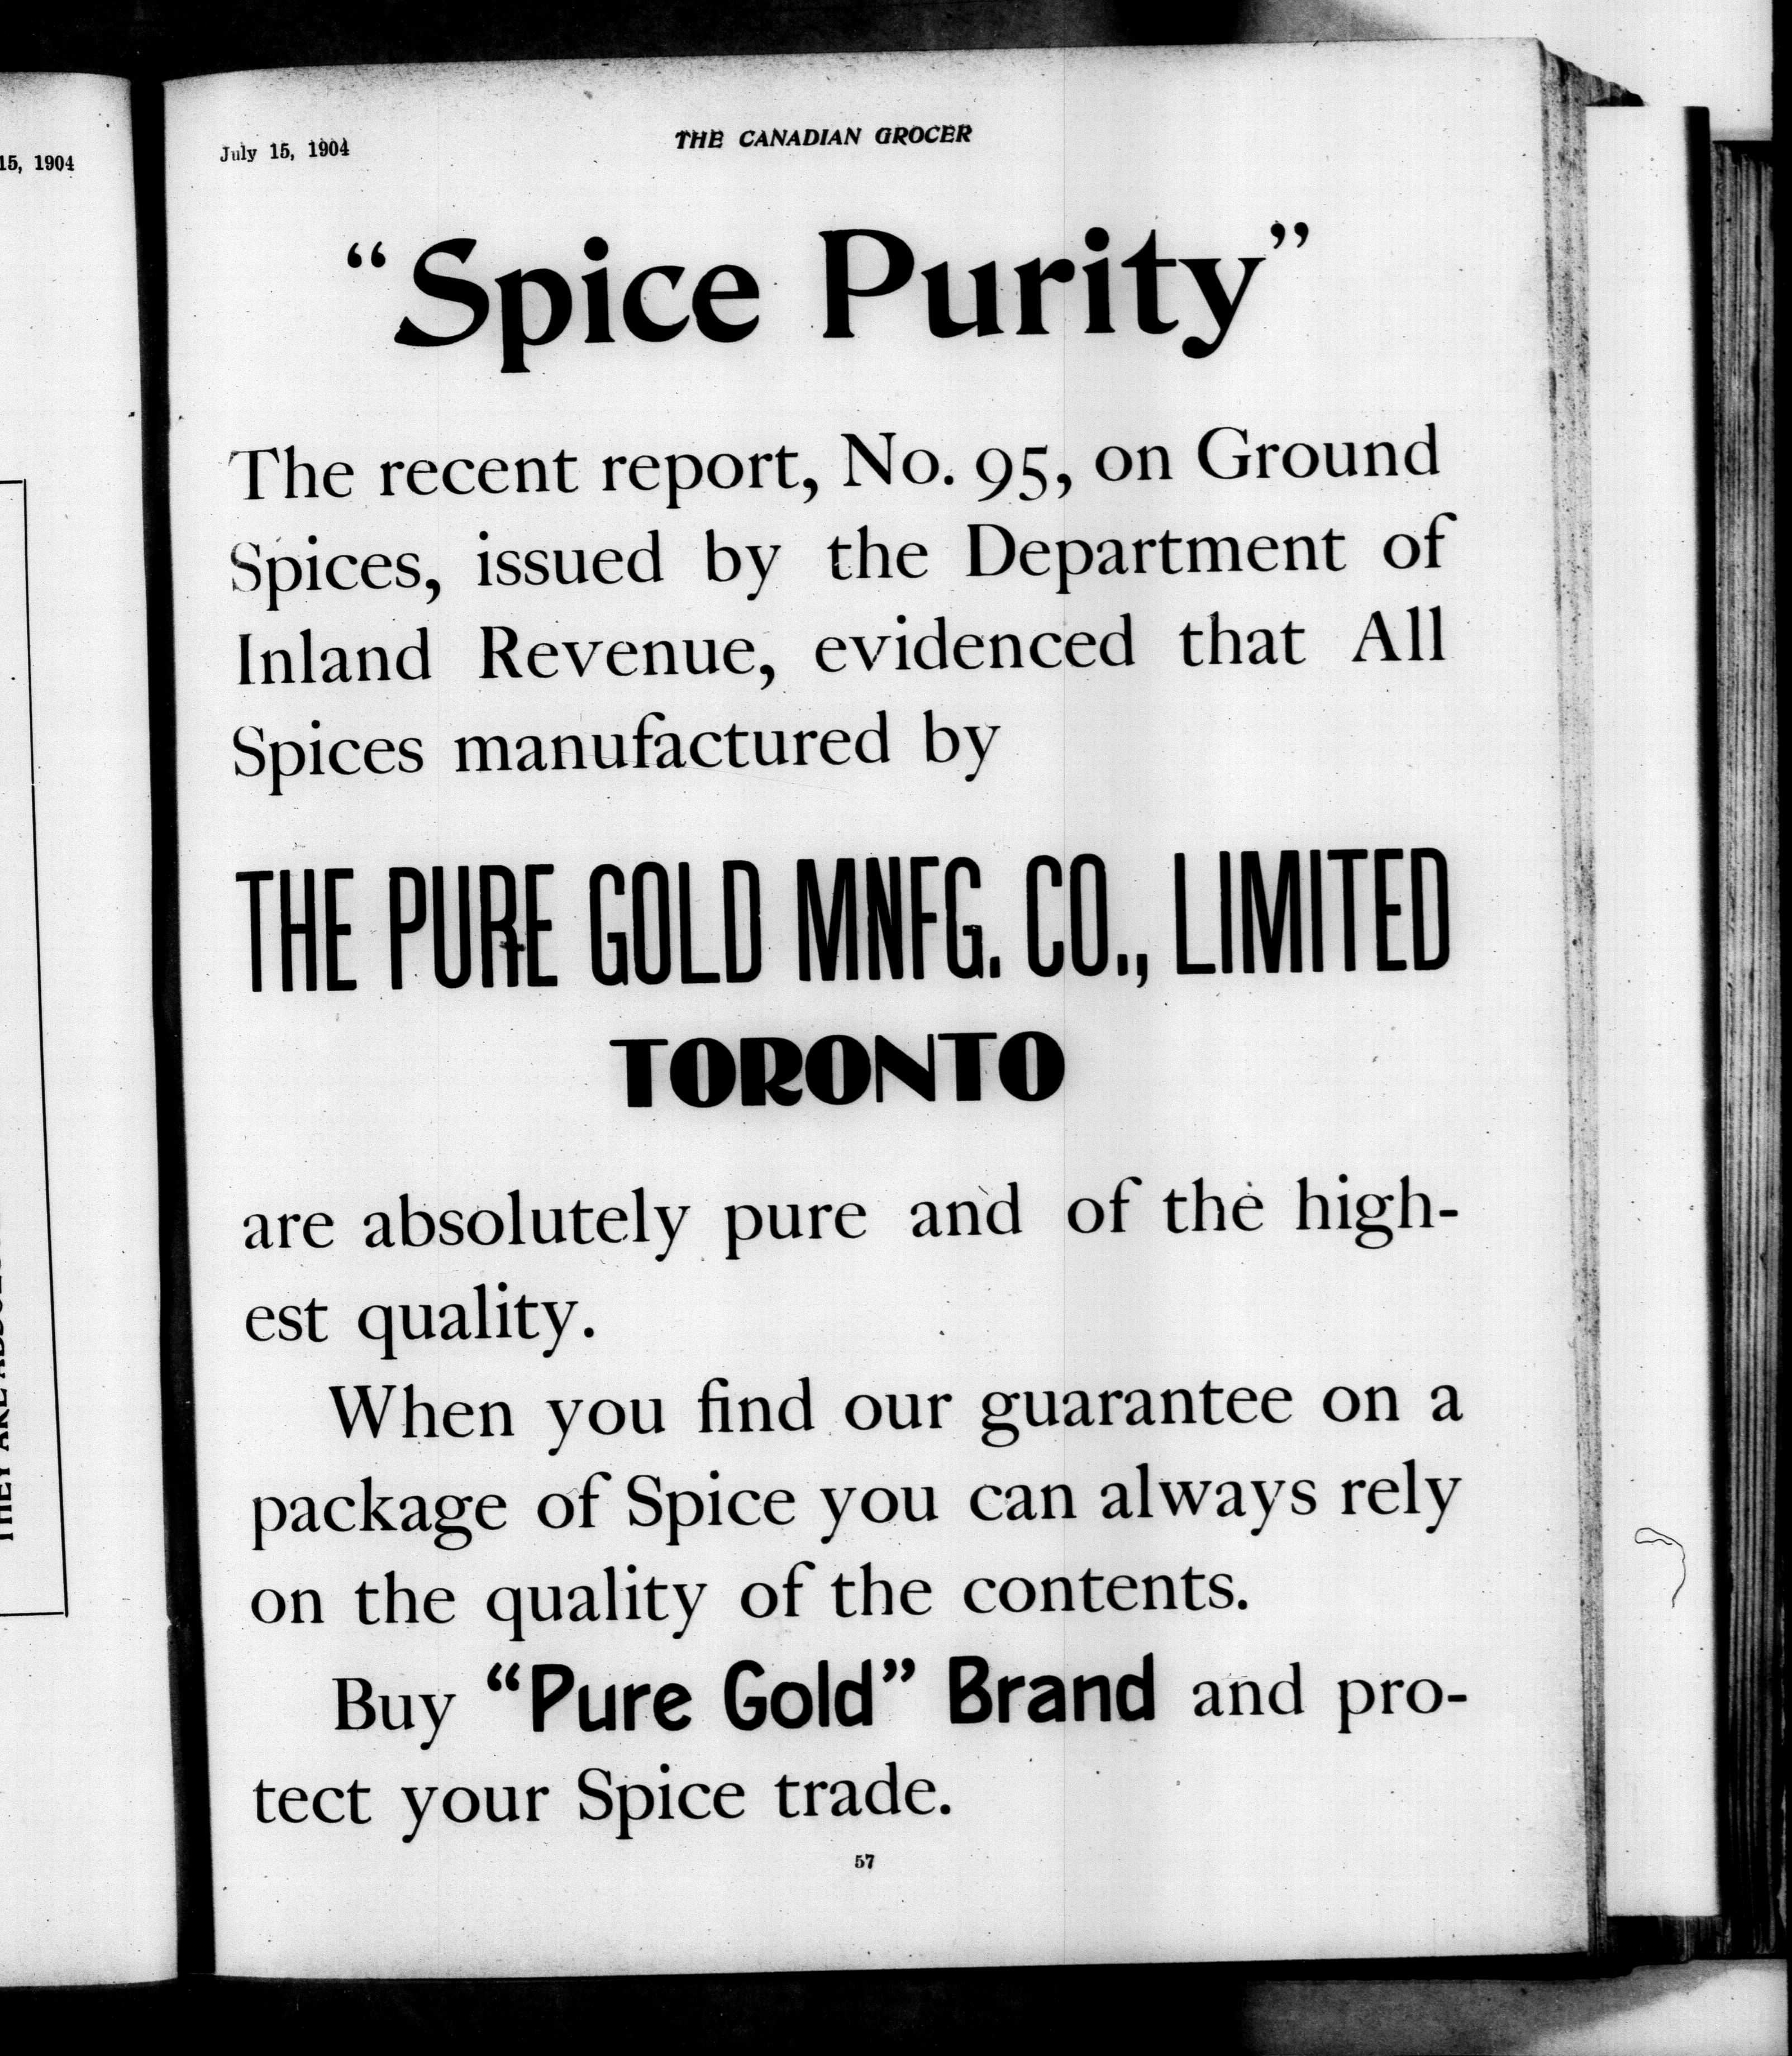 15, 1904
THEY ARE
July 15, 1904
THE CANADIAN GROCER
“Spice Purity”
The recent report, No. 95, on Ground
Spices, issued by the Department of
Inland Revenue, evidenced that All
Spices manufactured by
THE PURE GOLD MNFG. CO., LIMITED
TORONTO
are absolutely pure and of the high-
est quality.
When you find our guarantee on a
package of Spice you can always rely
on the quality of the contents.
Buy “Pure Gold” Brand and pro-
tect your Spice trade.
57